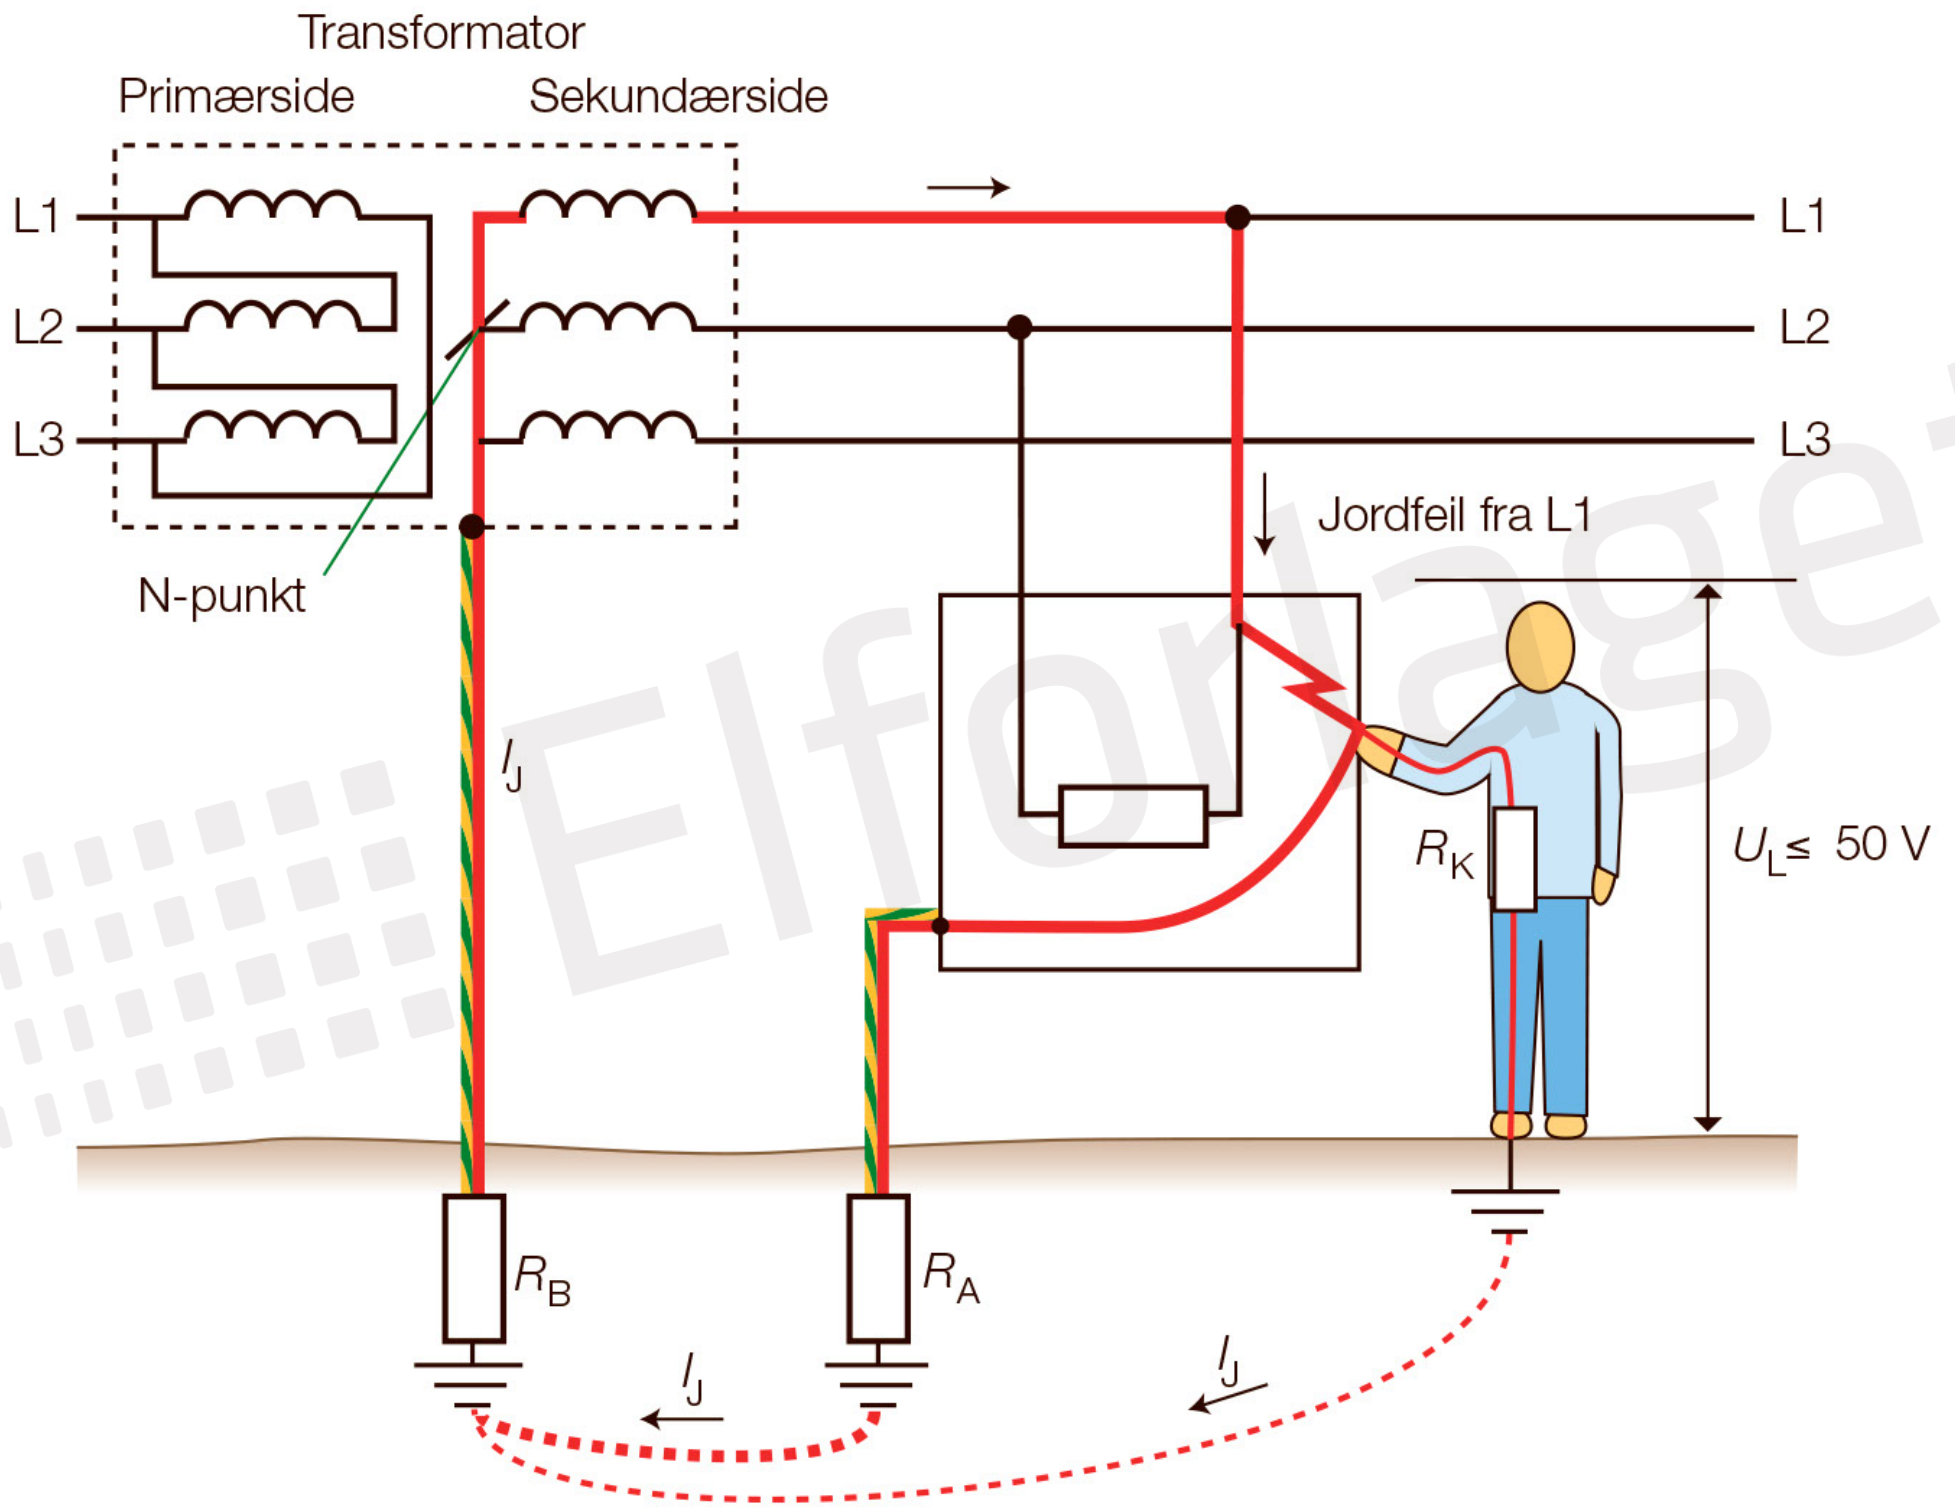 Transformator
Primærside
Sekundærside
L1
L1
L2
L2
L3
L3
Jordfeil fra L1
N-punkt
IJ
RK
UL≤ 50 V
RB
RA
IJ
IJ
Elforlaget